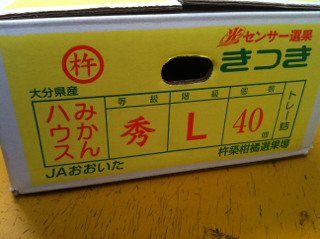 杵
光センサー選果
きつき
大分県産
ハウス
みかん
等級
秀
階級
L
個数
40
個
トレー詰
杵築柑橘選果場
JAおおいた